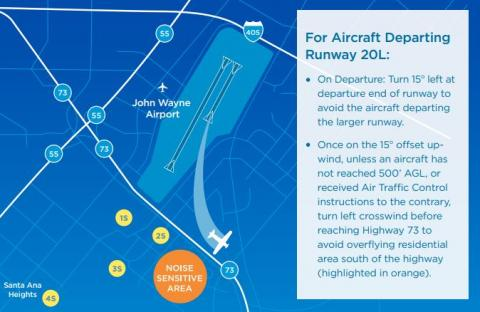 55
405
73
John Wayne
Airport
55
55
73
1S
2S
3S
NOISE
SENSITIVE
AREA
73
Santa Ana
Heights
4S
For Aircraft Departing
Runway 20L:
• On Departure: Turn 15° left at
departure end of runway to
avoid the aircraft departing
the larger runway.
• Once on the 15° offset up-
wind, unless an aircraft has
not reached 500’ AGL, or
received Air Traffic Control
instructions to the contrary,
turn left crosswind before
reaching Highway 73 to
avoid overflying residential
area south of the highway
(highlighted in orange).